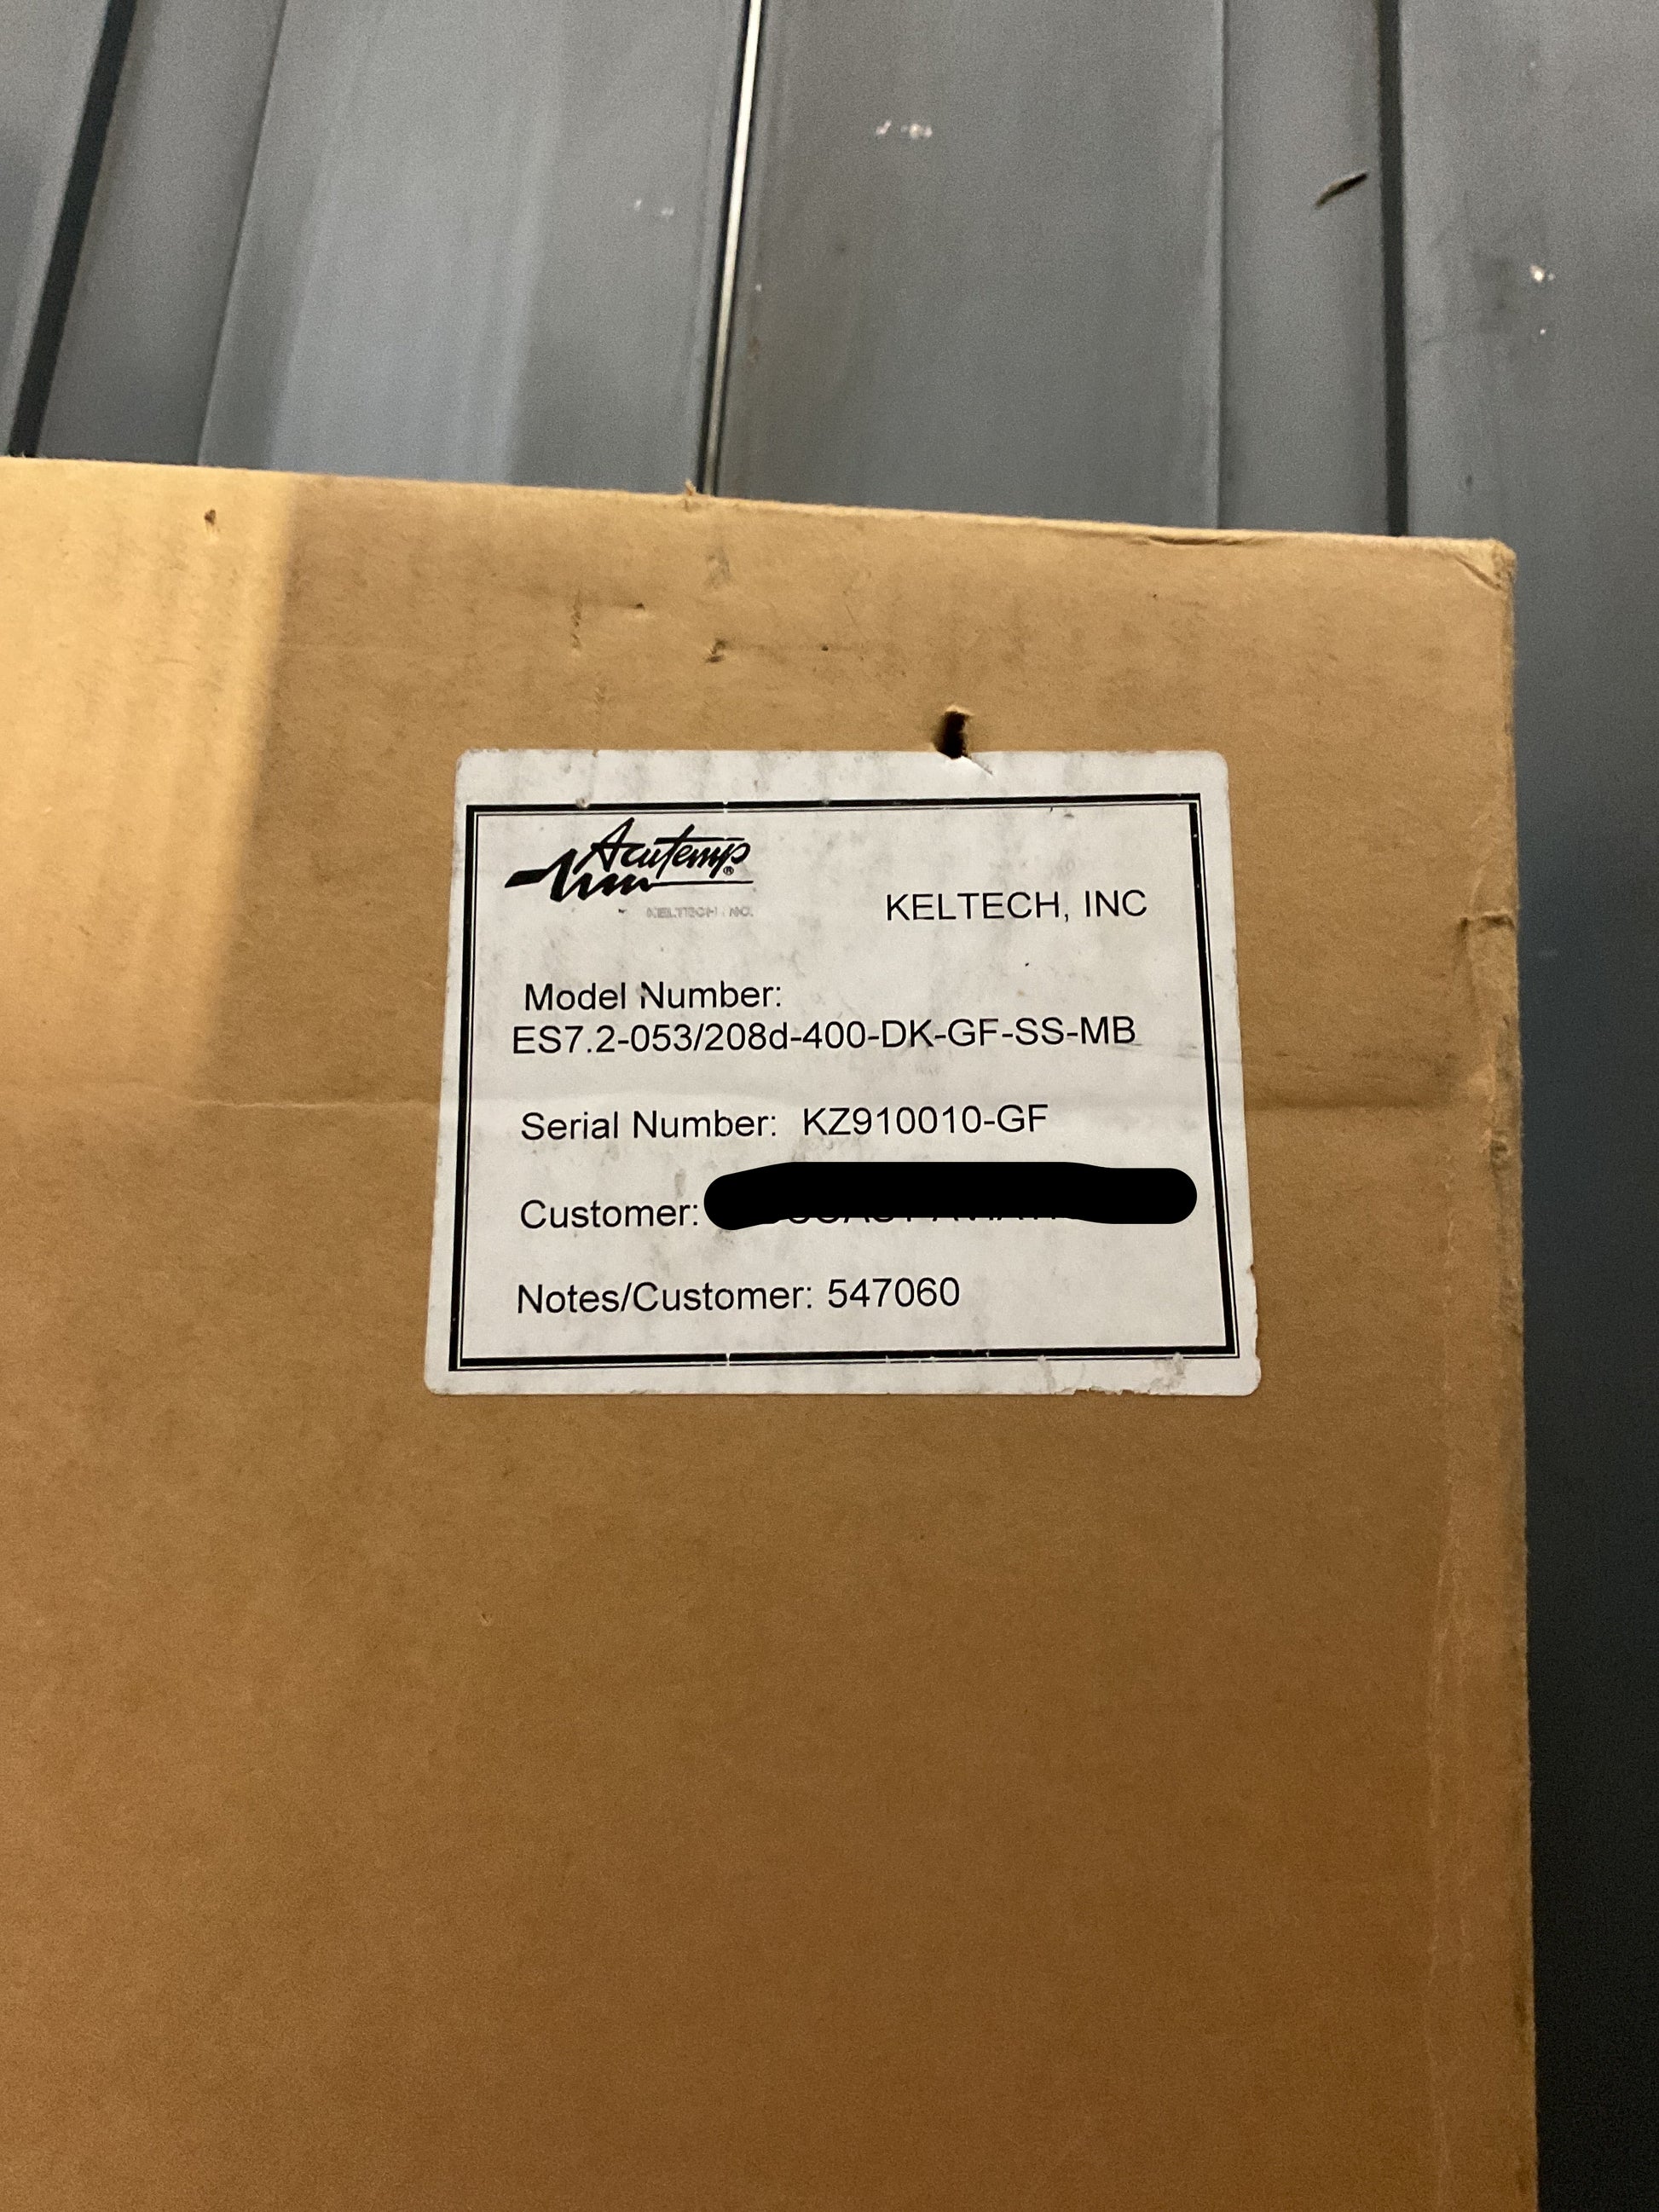 Acutemp®
KELTECH INC.
KELTECH, INC
Model Number:
ES7.2-053/208d-400-DK-GF-SS-MB
Serial Number: KZ910010-GF
Customer:
Notes/Customer: 547060